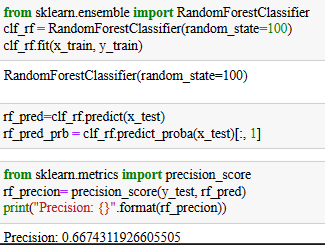 from sklearn.ensemble import RandomForestClassifier
clf_rf = RandomForestClassifier(random_state=100)
clf_rf.fit(x_train, y_train)
RandomForestClassifier(random_state=100)
rf_pred=clf_rf.predict(x_test)
rf_pred_prb = clf_rf.predict_proba(x_test)[:, 1]
from sklearn.metrics import precision_score
rf_precion= precision_score(y_test, rf_pred)
print("Precision: {}".format(rf_precion))
Precision: 0.6674311926605505